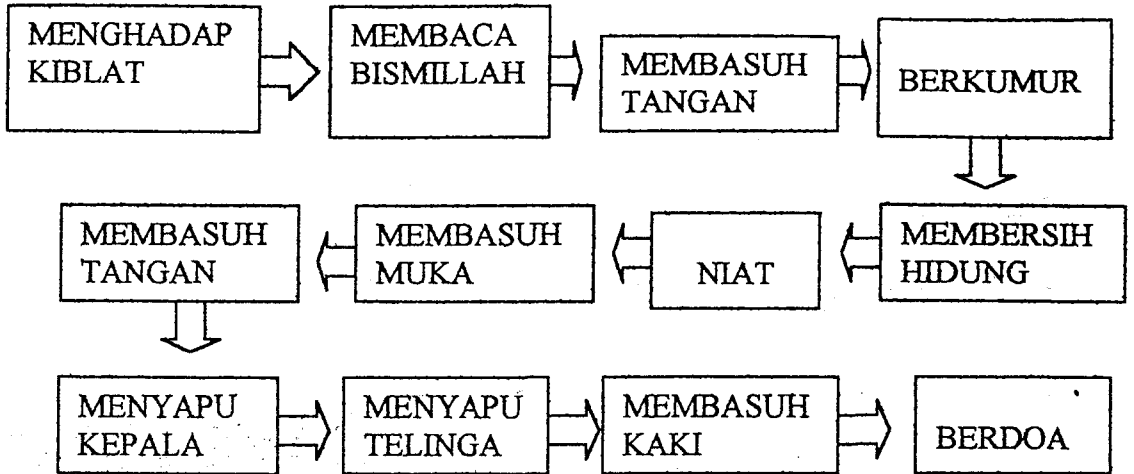 MENGHADAP
KIBLAT
MEMBACA
BISMILLAH
MEMBASUH
TANGAN
BERKUMUR
MEMBERSIH
HIDUNG
NIAT
MEMBASUH
MUKA
MEMBASUH
TANGAN
MENYAPU
KEPALA
MENYAPU
TELINGA
MEMBASUH
KAKI
BERDOA